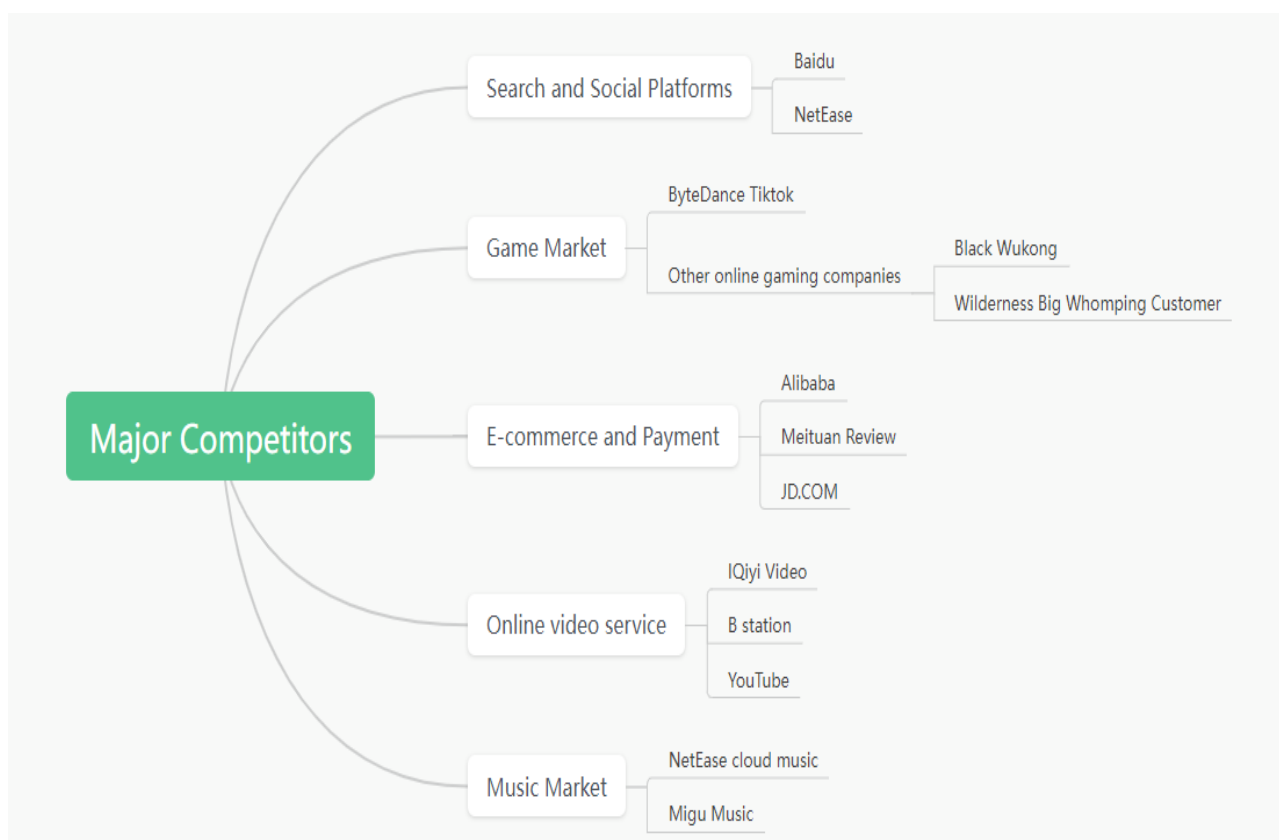 Major Competitors
Search and Social Platforms
Baidu
NetEase
Game Market
ByteDance Tiktok
Other online gaming companies
Black Wukong
Wilderness Big Whomping Customer
E-commerce and Payment
Alibaba
Meituan Review
JD.COM
Online video service
IQiyi Video
B station
YouTube
Music Market
NetEase cloud music
Migu Music